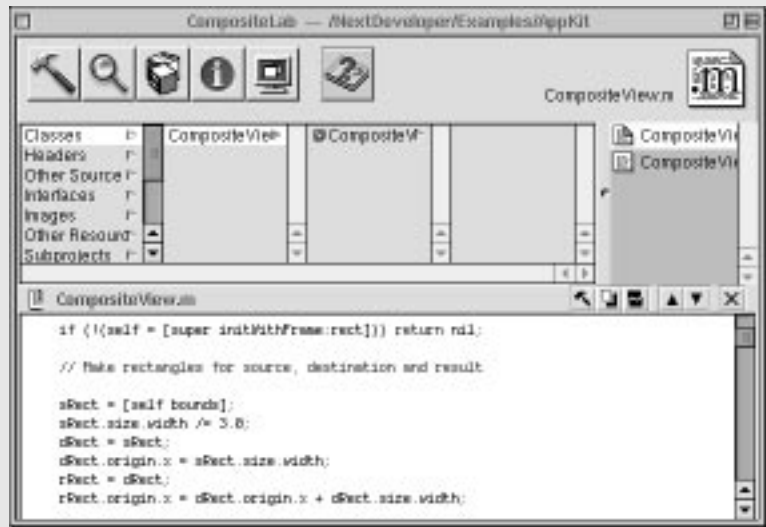 CompositeLab — /NextDeveloper/Examples/AppKit
CompositeView.m
.m
Classes
Headers
Other Source
Interfaces
Images
Other Resourc
Subprojects
CompositeView
CompositeV
CompositeVie
CompositeVie
CompositeView.m
if (!(self = [super initWithFrame:rect])) return nil;
// Make rectangles for source, destination and result
sRect = [self bounds];
sRect.size.width /= 3.0;
dRect = sRect;
dRect.origin.x = sRect.size.width;
rRect = dRect;
rRect.origin.x = dRect.origin.x + dRect.size.width;